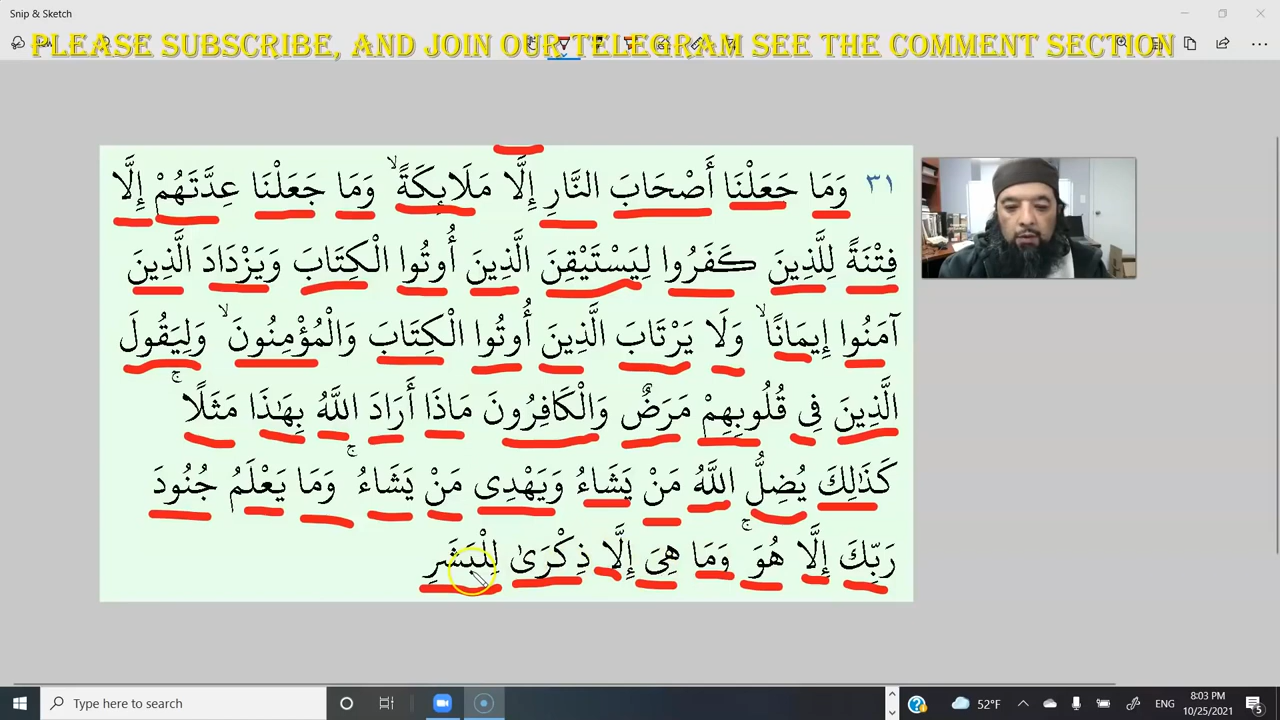 Snip & Sketch
PLEASE SUBSCRIBE, AND JOIN OUR TELEGRAM SEE THE COMMENT SECTION
٣١ وَمَا جَعَلْنَا أَصْحَابَ النَّارِ إِلَّا مَلَائِكَةً ۙ وَمَا جَعَلْنَا عِدَّتَهُمْ إِلَّا
فِتْنَةً لِلَّذِينَ كَفَرُوا لِيَسْتَيْقِنَ الَّذِينَ أُوتُوا الْكِتَابَ وَيَزْدَادَ الَّذِينَ
آمَنُوا إِيمَانًا ۙ وَلَا يَرْتَابَ الَّذِينَ أُوتُوا الْكِتَابَ وَالْمُؤْمِنُونَ ۙ وَلِيَقُولَ
الَّذِينَ فِى قُلُوبِهِمْ مَرَضٌ وَالْكَافِرُونَ مَاذَا أَرَادَ اللَّهُ بِهَٰذَا مَثَلًا ۚ
كَذَٰلِكَ يُضِلُّ اللَّهُ مَنْ يَشَاءُ وَيَهْدِى مَنْ يَشَاءُ ۚ وَمَا يَعْلَمُ جُنُودَ
رَبِّكَ إِلَّا هُوَ ۚ وَمَا هِىَ إِلَّا ذِكْرَىٰ لِلْبَشَرِ
Type here to search
52°F
ENG
8:03 PM
10/25/2021
5